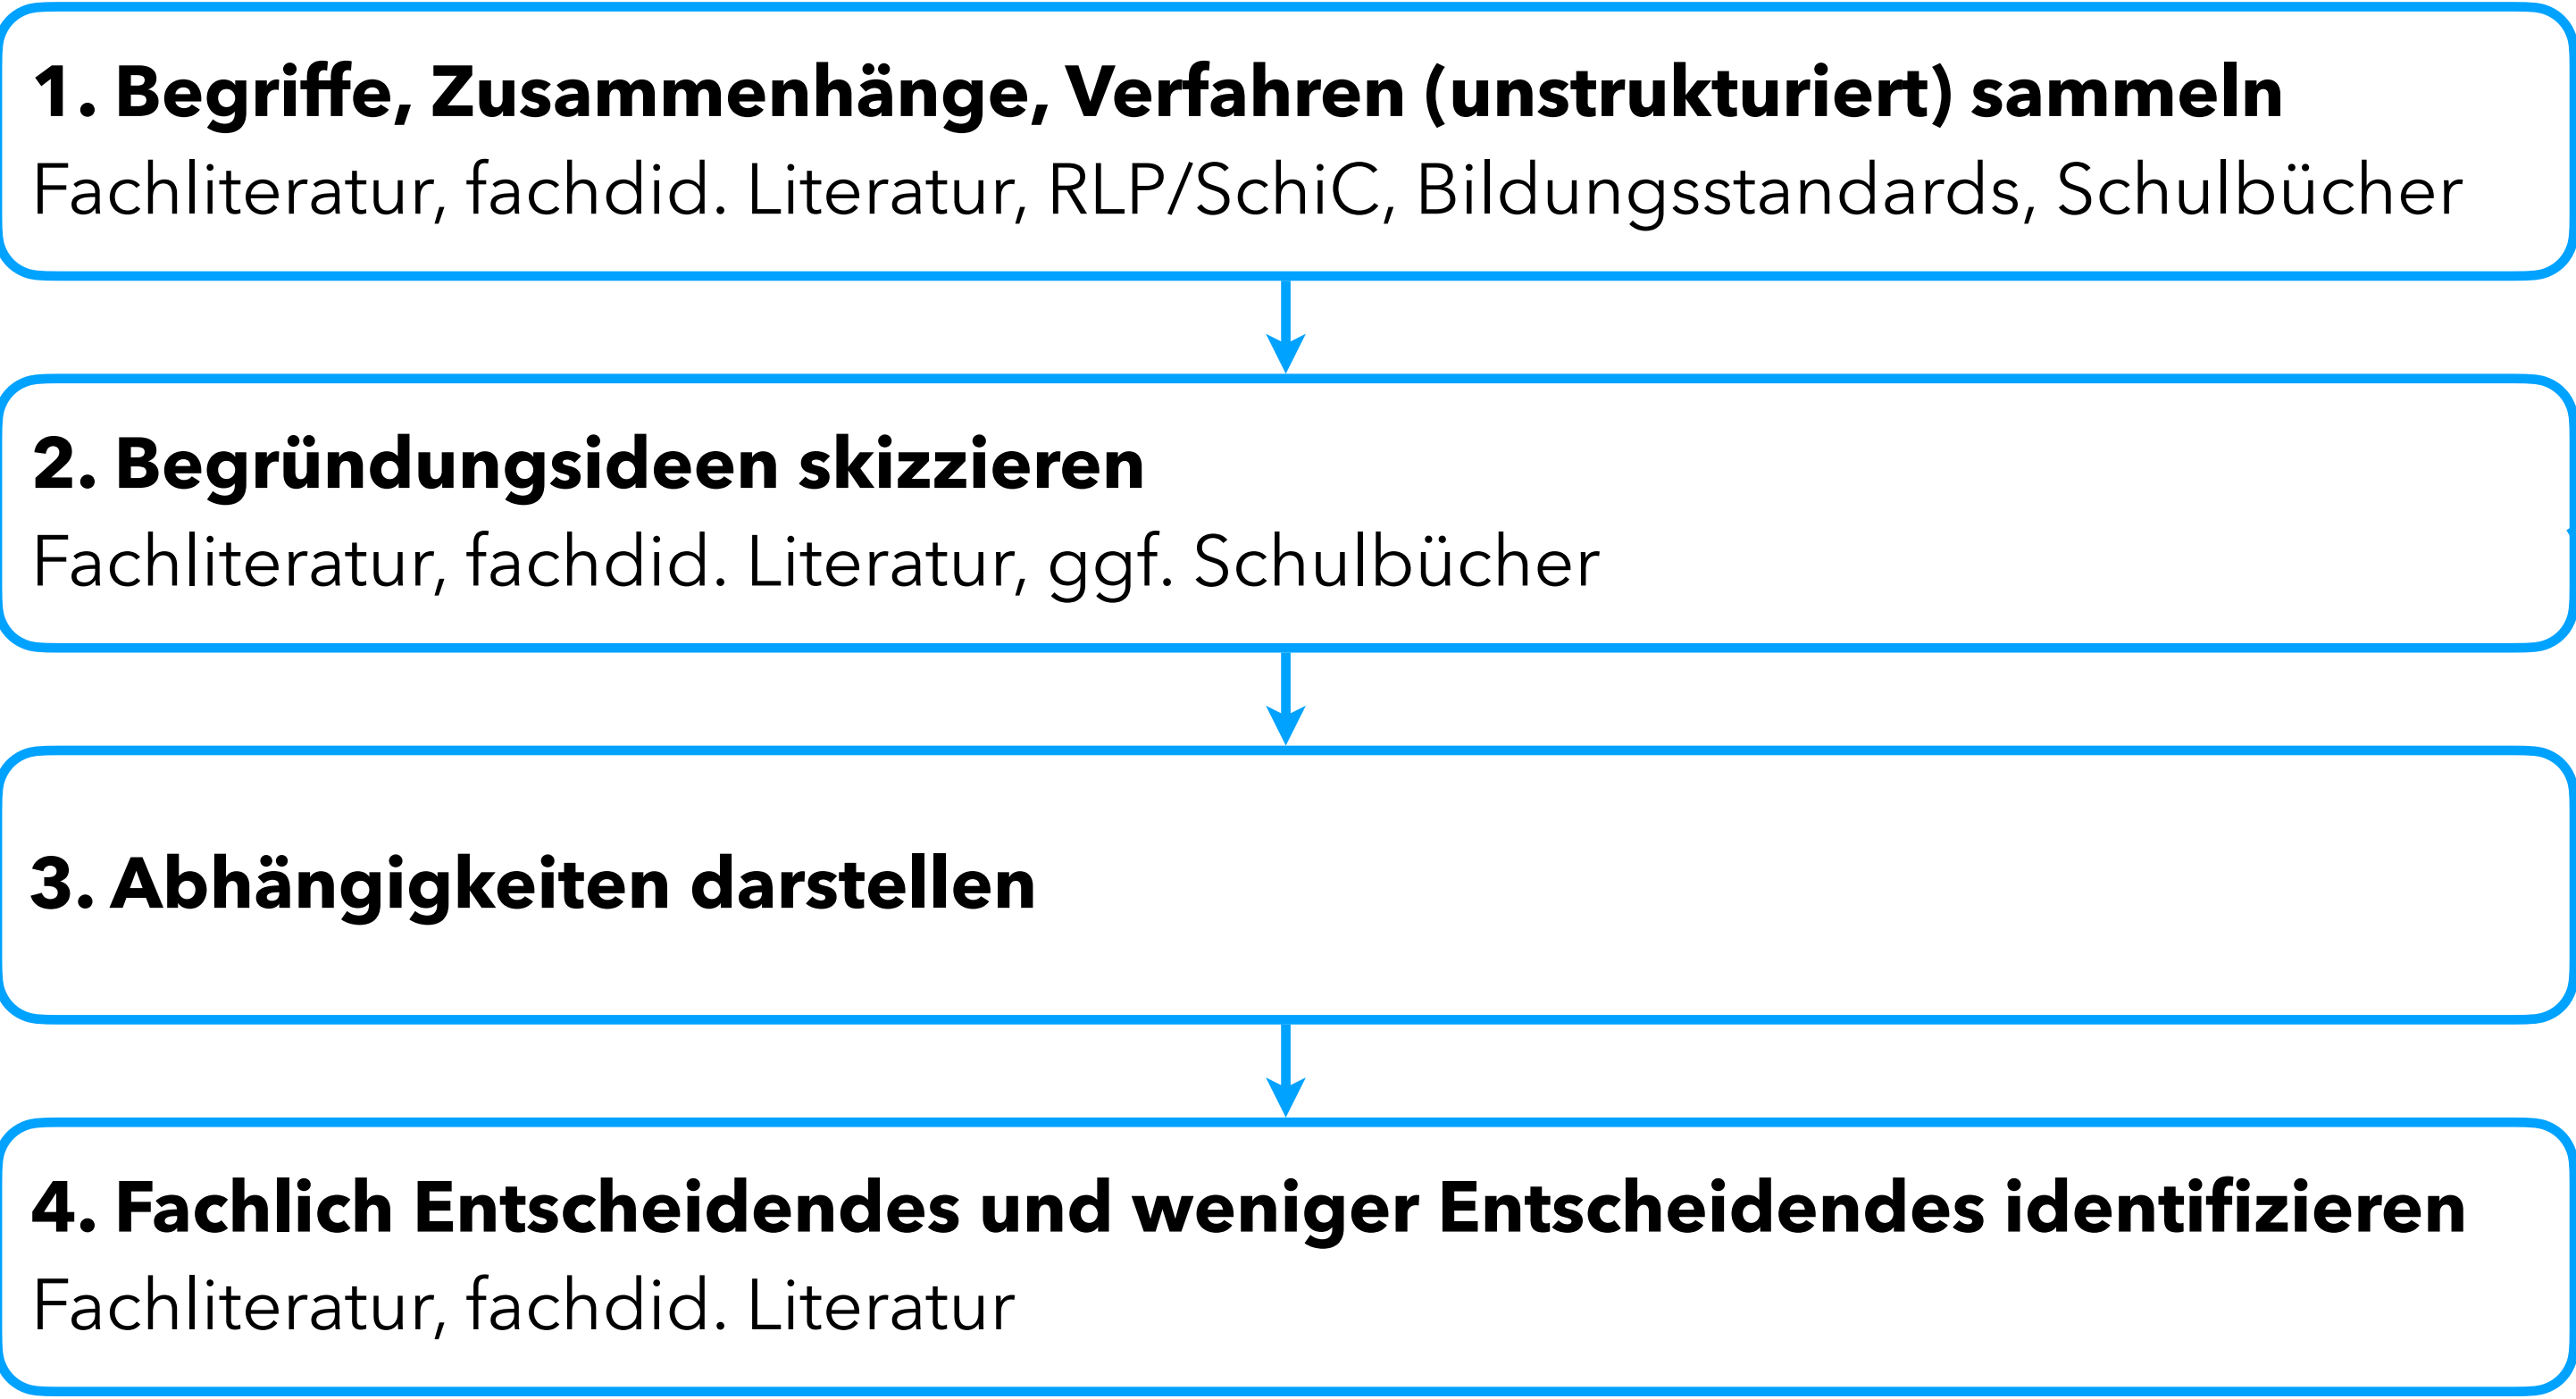 1. Begriffe, Zusammenhänge, Verfahren (unstrukturiert) sammeln
Fachliteratur, fachdid. Literatur, RLP/SchiC, Bildungsstandards, Schulbücher
2. Begründungsideen skizzieren
Fachliteratur, fachdid. Literatur, ggf. Schulbücher
3. Abhängigkeiten darstellen
4. Fachlich Entscheidendes und weniger Entscheidendes identifizieren
Fachliteratur, fachdid. Literatur